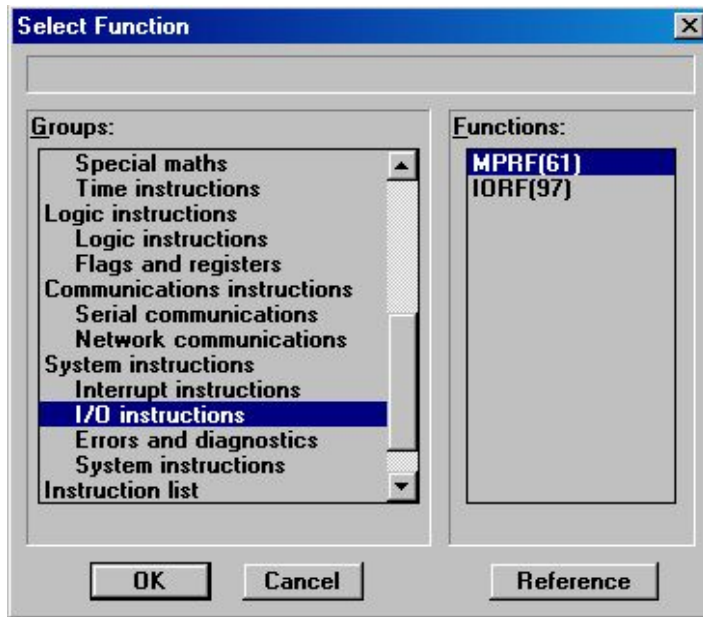 Select Function
Groups:
Special maths
Time instructions
Logic instructions
Logic instructions
Flags and registers
Communications instructions
Serial communications
Network communications
System instructions
Interrupt instructions
I/O instructions
Errors and diagnostics
System instructions
Instruction list
Functions:
MPRF(61)
IORF(97)
OK
Cancel
Reference